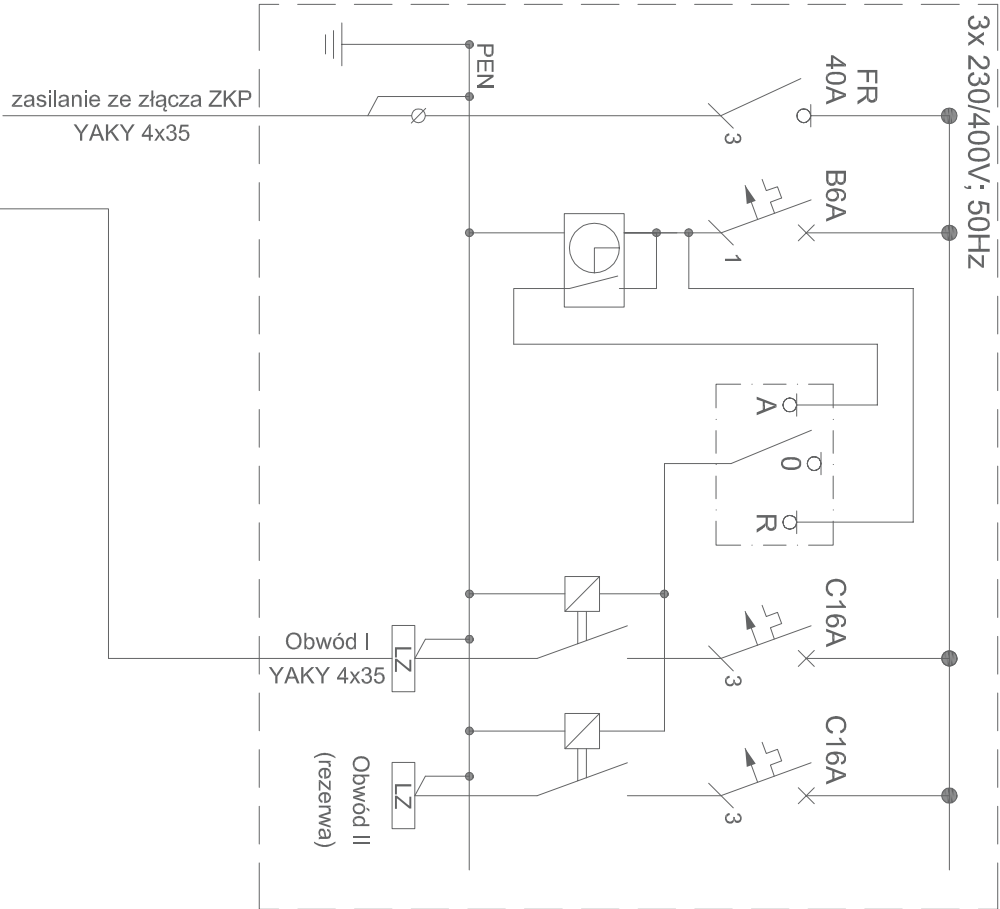 3x 230/400V; 50Hz
PEN
FR
40A
zasilanie ze złącza ZKP
YAKY 4x35
3
B6A
1
A
0
R
C16A
3
Obwód I
YAKY 4x35
LZ
C16A
3
Obwód II
(rezerwa)
LZ